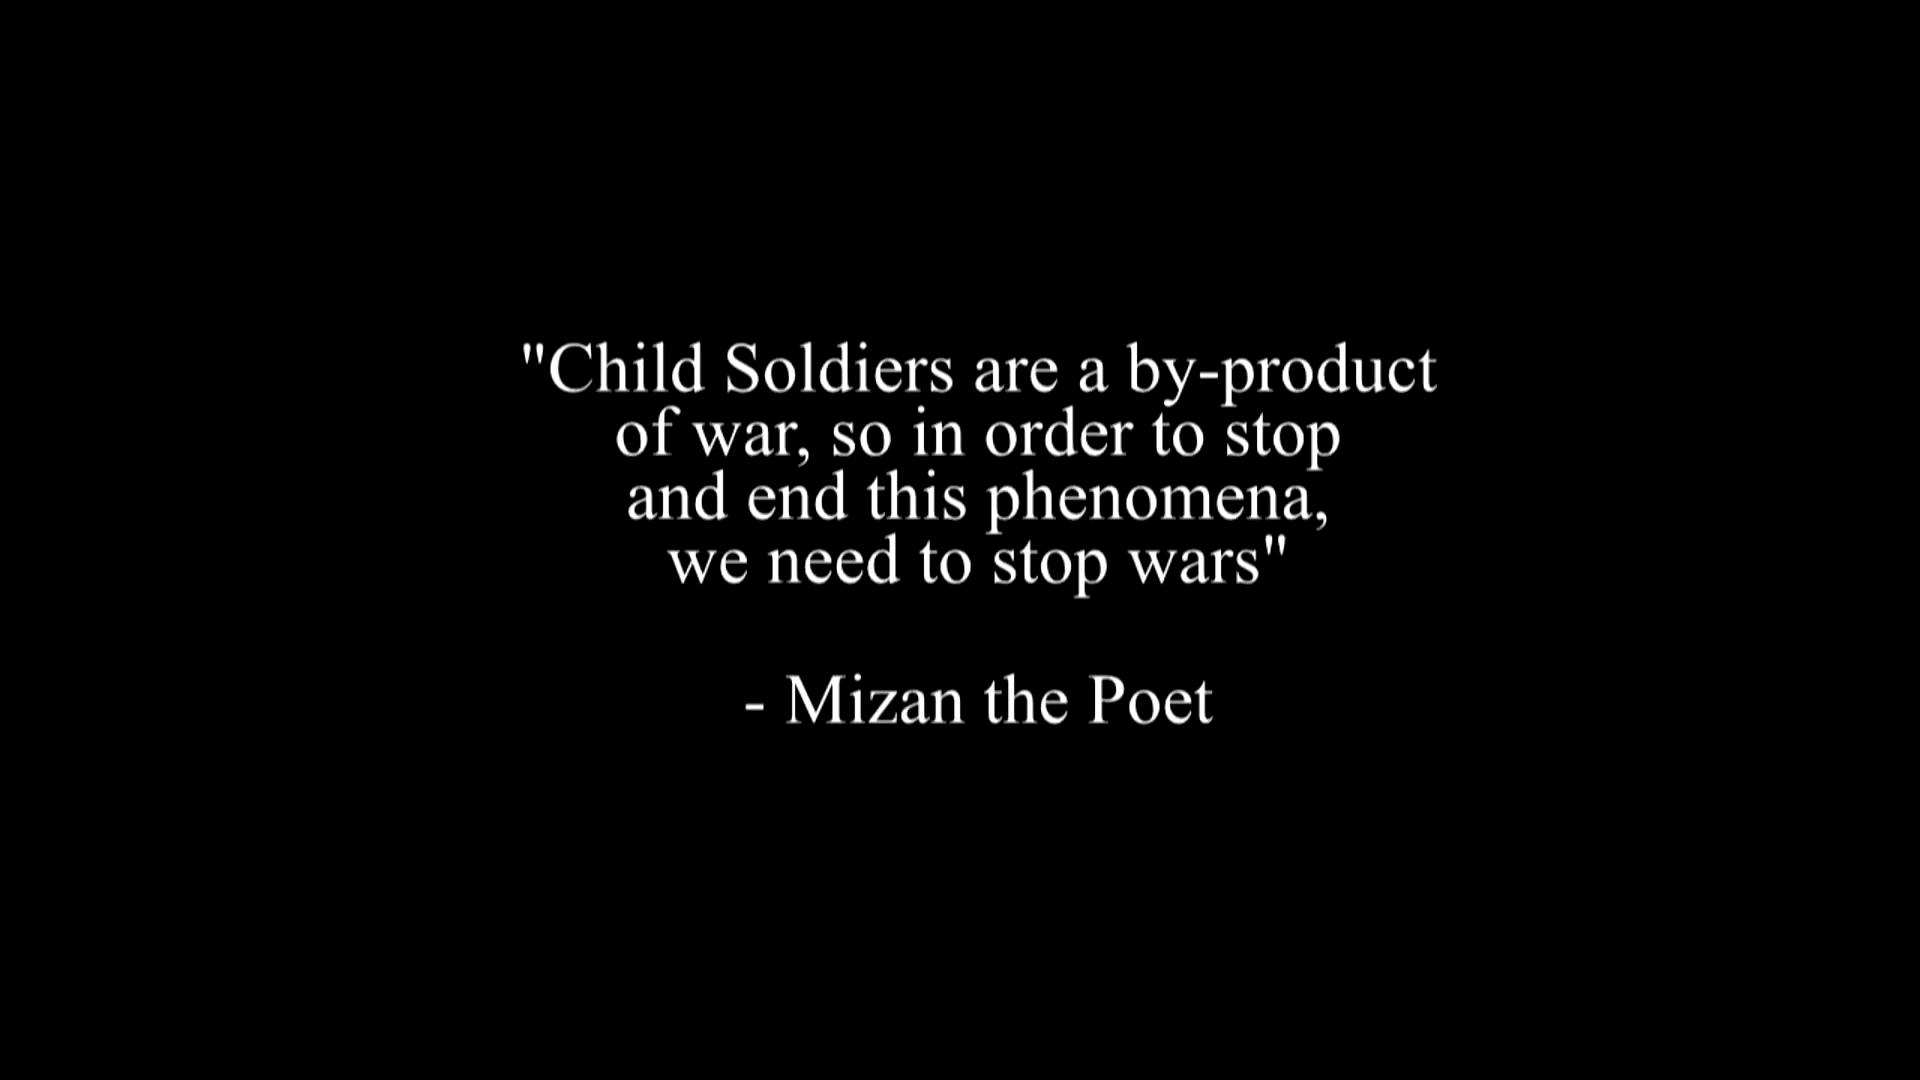 "Child Soldiers are a by-product
of war, so in order to stop
and end this phenomena,
we need to stop wars"
- Mizan the Poet